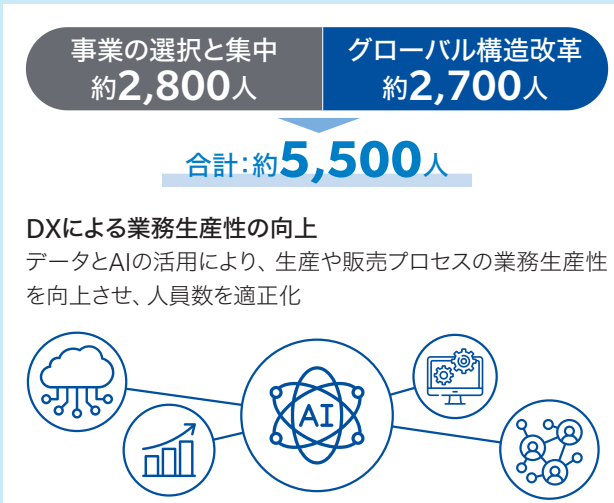 事業の選択と集中
約2,800人
グローバル構造改革
約2,700人
合計:約5,500人
DXによる業務生産性の向上
データとAIの活用により、生産や販売プロセスの業務生産性
を向上させ、人員数を適正化
AI